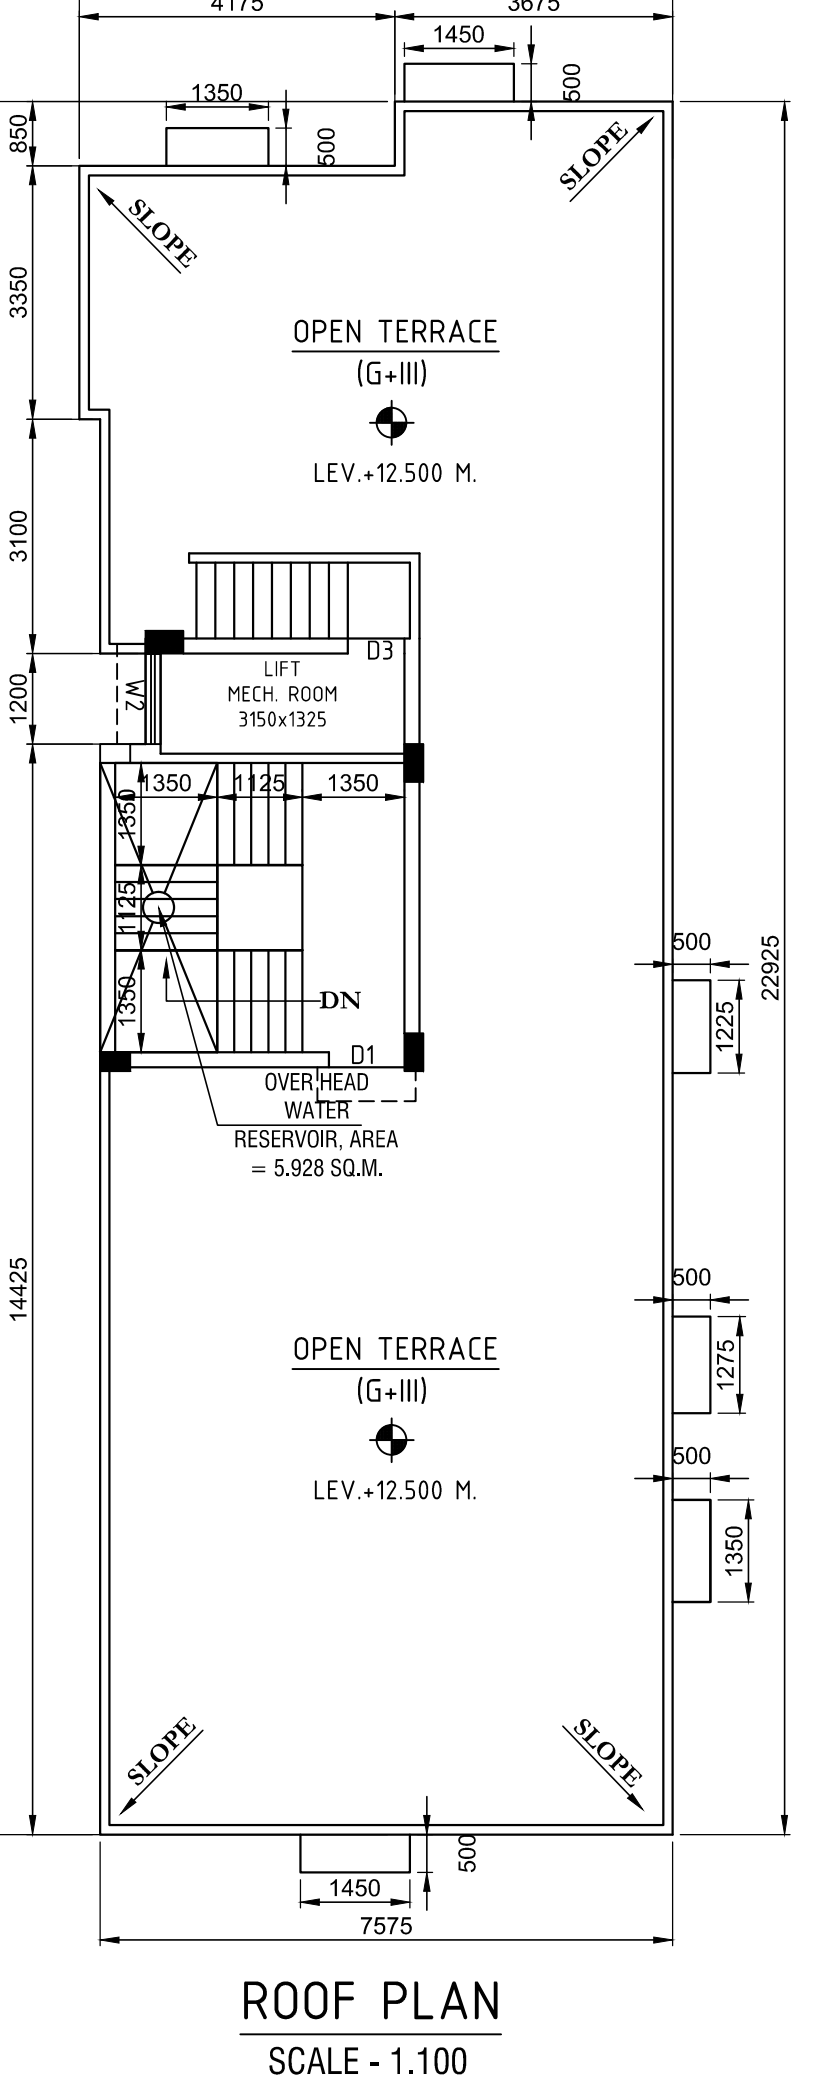 4175
3675
1450
500
1350
500
850
SLOPE
SLOPE
3350
OPEN TERRACE
(G+III)
LEV.+12.500 M.
3100
D3
LIFT
MECH. ROOM
3150x1325
W2
1200
1350
1125
1350
1350
1125
1350
DN
D1
OVER HEAD
WATER
RESERVOIR, AREA
= 5.928 SQ.M.
500
1225
22925
14425
500
1275
OPEN TERRACE
(G+III)
LEV.+12.500 M.
500
1350
SLOPE
SLOPE
500
1450
7575
ROOF PLAN
SCALE - 1.100